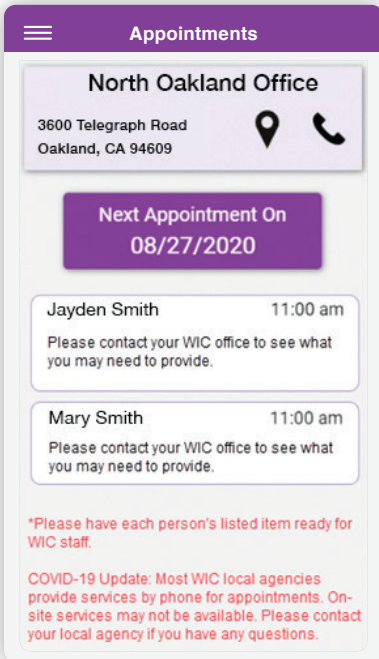 Appointments
North Oakland Office
3600 Telegraph Road
Oakland, CA 94609
Next Appointment On
08/27/2020
Jayden Smith 11:00 am
Please contact your WIC office to see what
you may need to provide.
Mary Smith 11:00 am
Please contact your WIC office to see what
you may need to provide.
*Please have each person's listed item ready for
WIC staff.
COVID-19 Update: Most WIC local agencies
provide services by phone for appointments. On-
site services may not be available. Please contact
your local agency if you have any questions.